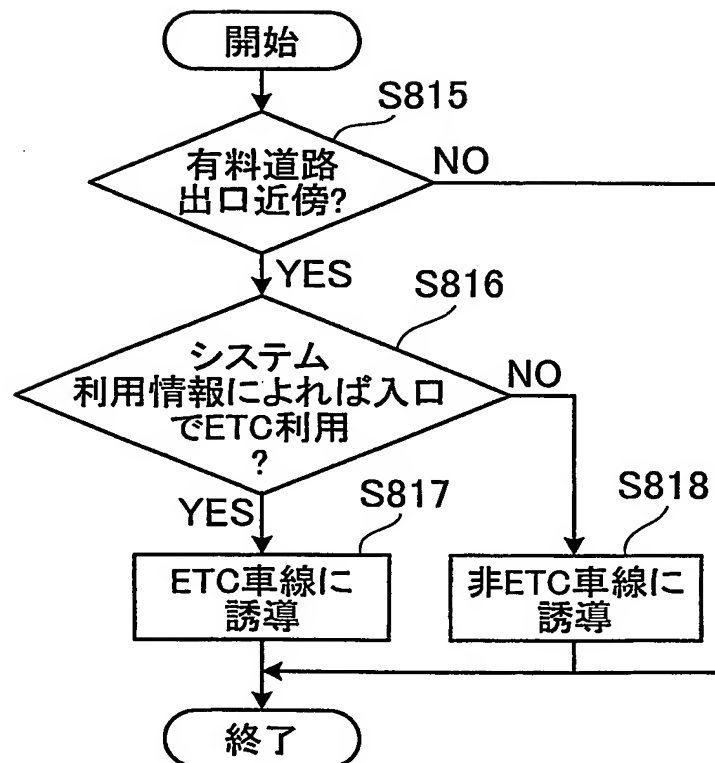 開始
S815
有料道路
出口近傍?
NO
YES
S816
システム
利用情報によれば入口
でETC利用
?
NO
YES
S817
S818
ETC車線に
誘導
非ETC車線に
誘導
終了